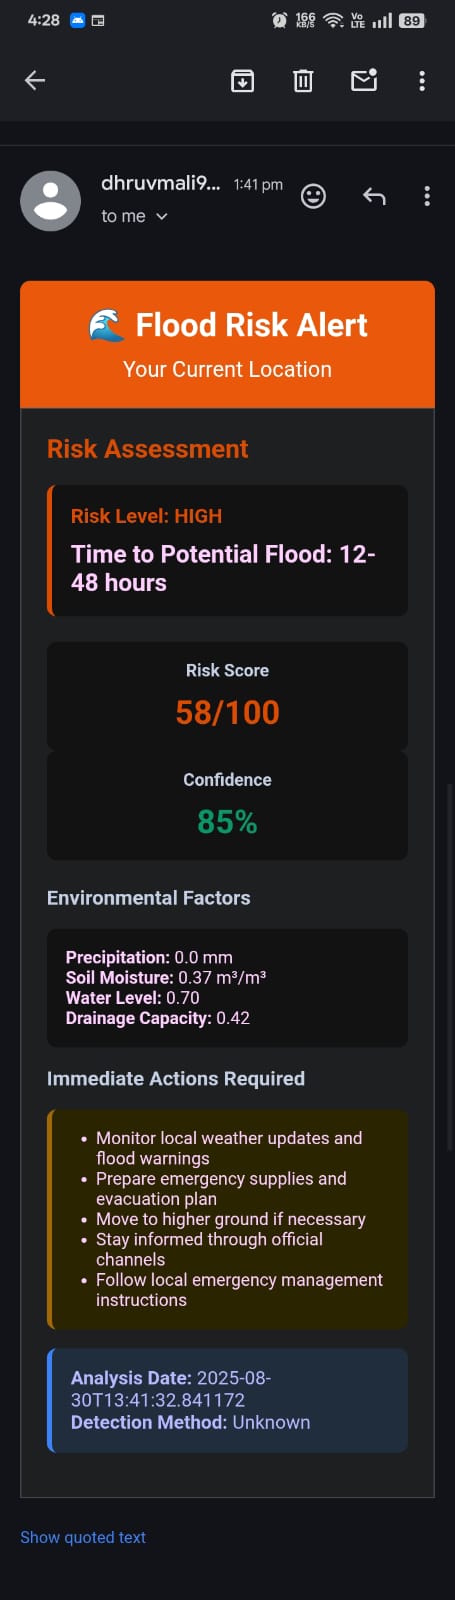 4:28
166
KB/S
Vo
LTE
89
dhruvmali9... 1:41 pm
to me
🌊 Flood Risk Alert
Your Current Location
Risk Assessment
Risk Level: HIGH
Time to Potential Flood: 12-
48 hours
Risk Score
58/100
Confidence
85%
Environmental Factors
Precipitation: 0.0 mm
Soil Moisture: 0.37 m³/m³
Water Level: 0.70
Drainage Capacity: 0.42
Immediate Actions Required
• Monitor local weather updates and
flood warnings
• Prepare emergency supplies and
evacuation plan
• Move to higher ground if necessary
• Stay informed through official
channels
• Follow local emergency management
instructions
Analysis Date: 2025-08-
30T13:41:32.841172
Detection Method: Unknown
Show quoted text